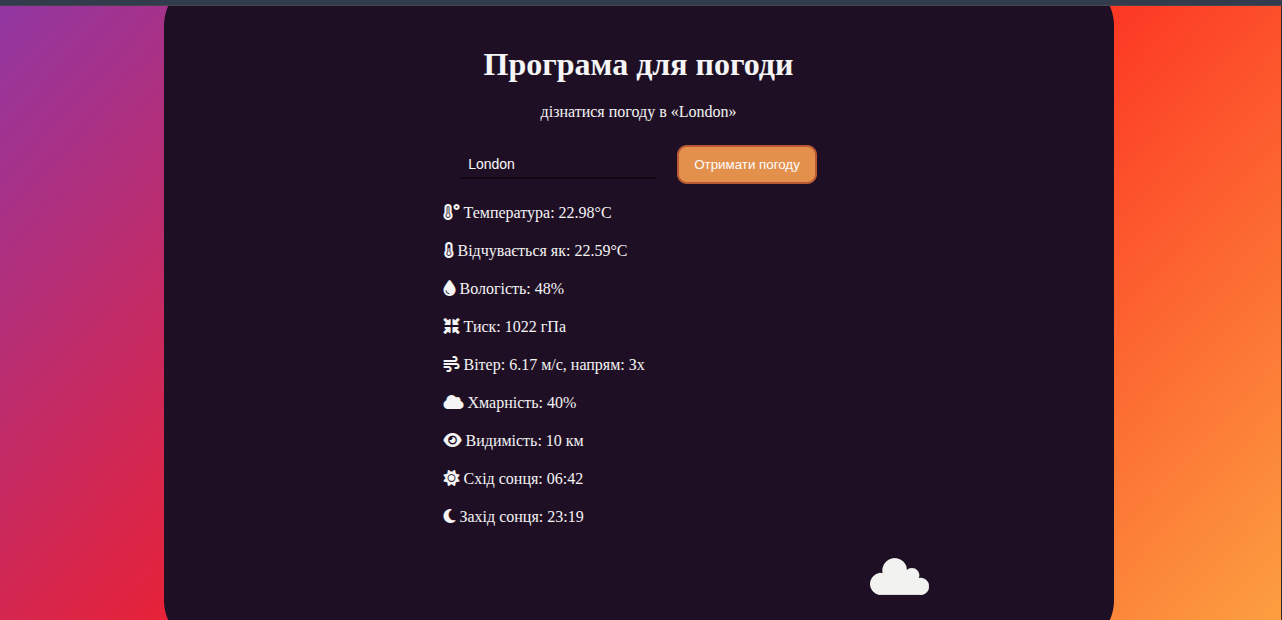 Програма для погоди
дізнатися погоду в «London»
London
Отримати погоду
Температура: 22.98°C
Відчувається як: 22.59°C
Вологість: 48%
Тиск: 1022 гПа
Вітер: 6.17 м/с, напрям: Зх
Хмарність: 40%
Видимість: 10 км
Схід сонця: 06:42
Захід сонця: 23:19